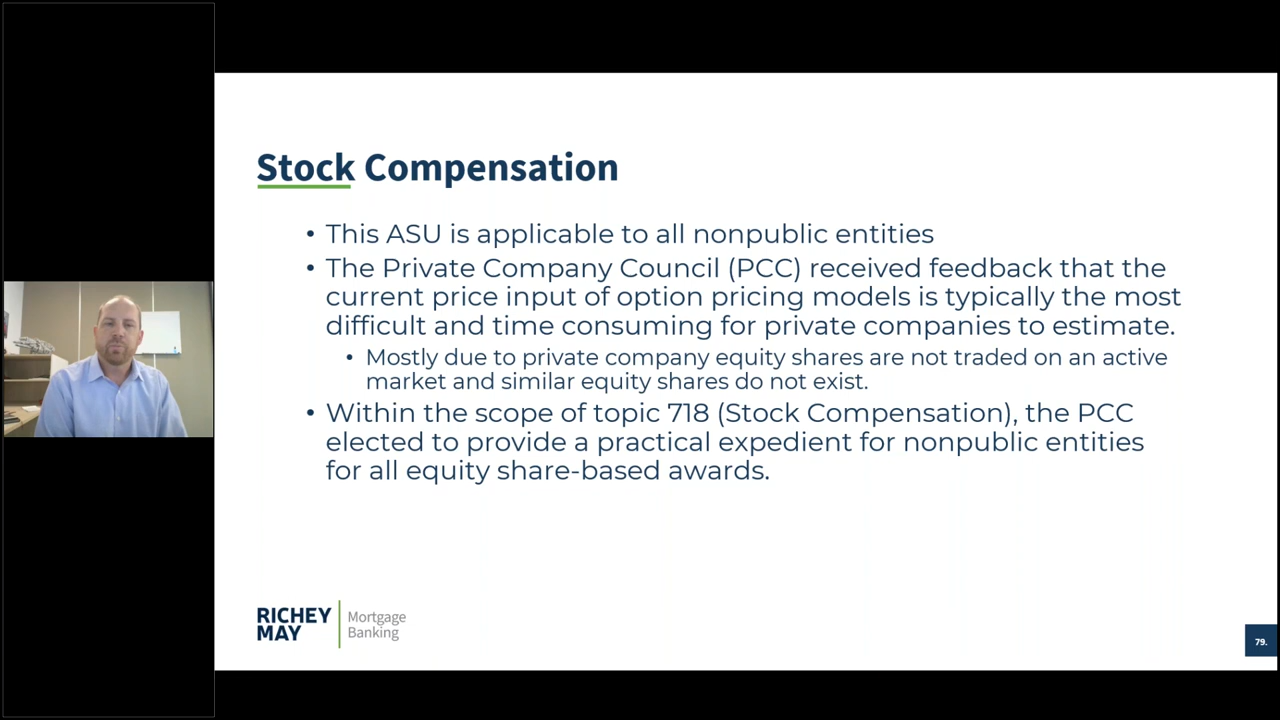 Stock Compensation
• This ASU is applicable to all nonpublic entities
• The Private Company Council (PCC) received feedback that the
current price input of option pricing models is typically the most
difficult and time consuming for private companies to estimate.
• Mostly due to private company equity shares are not traded on an active
market and similar equity shares do not exist.
• Within the scope of topic 718 (Stock Compensation), the PCC
elected to provide a practical expedient for nonpublic entities
for all equity share-based awards.
RICHEY
MAY
Mortgage
Banking
79.